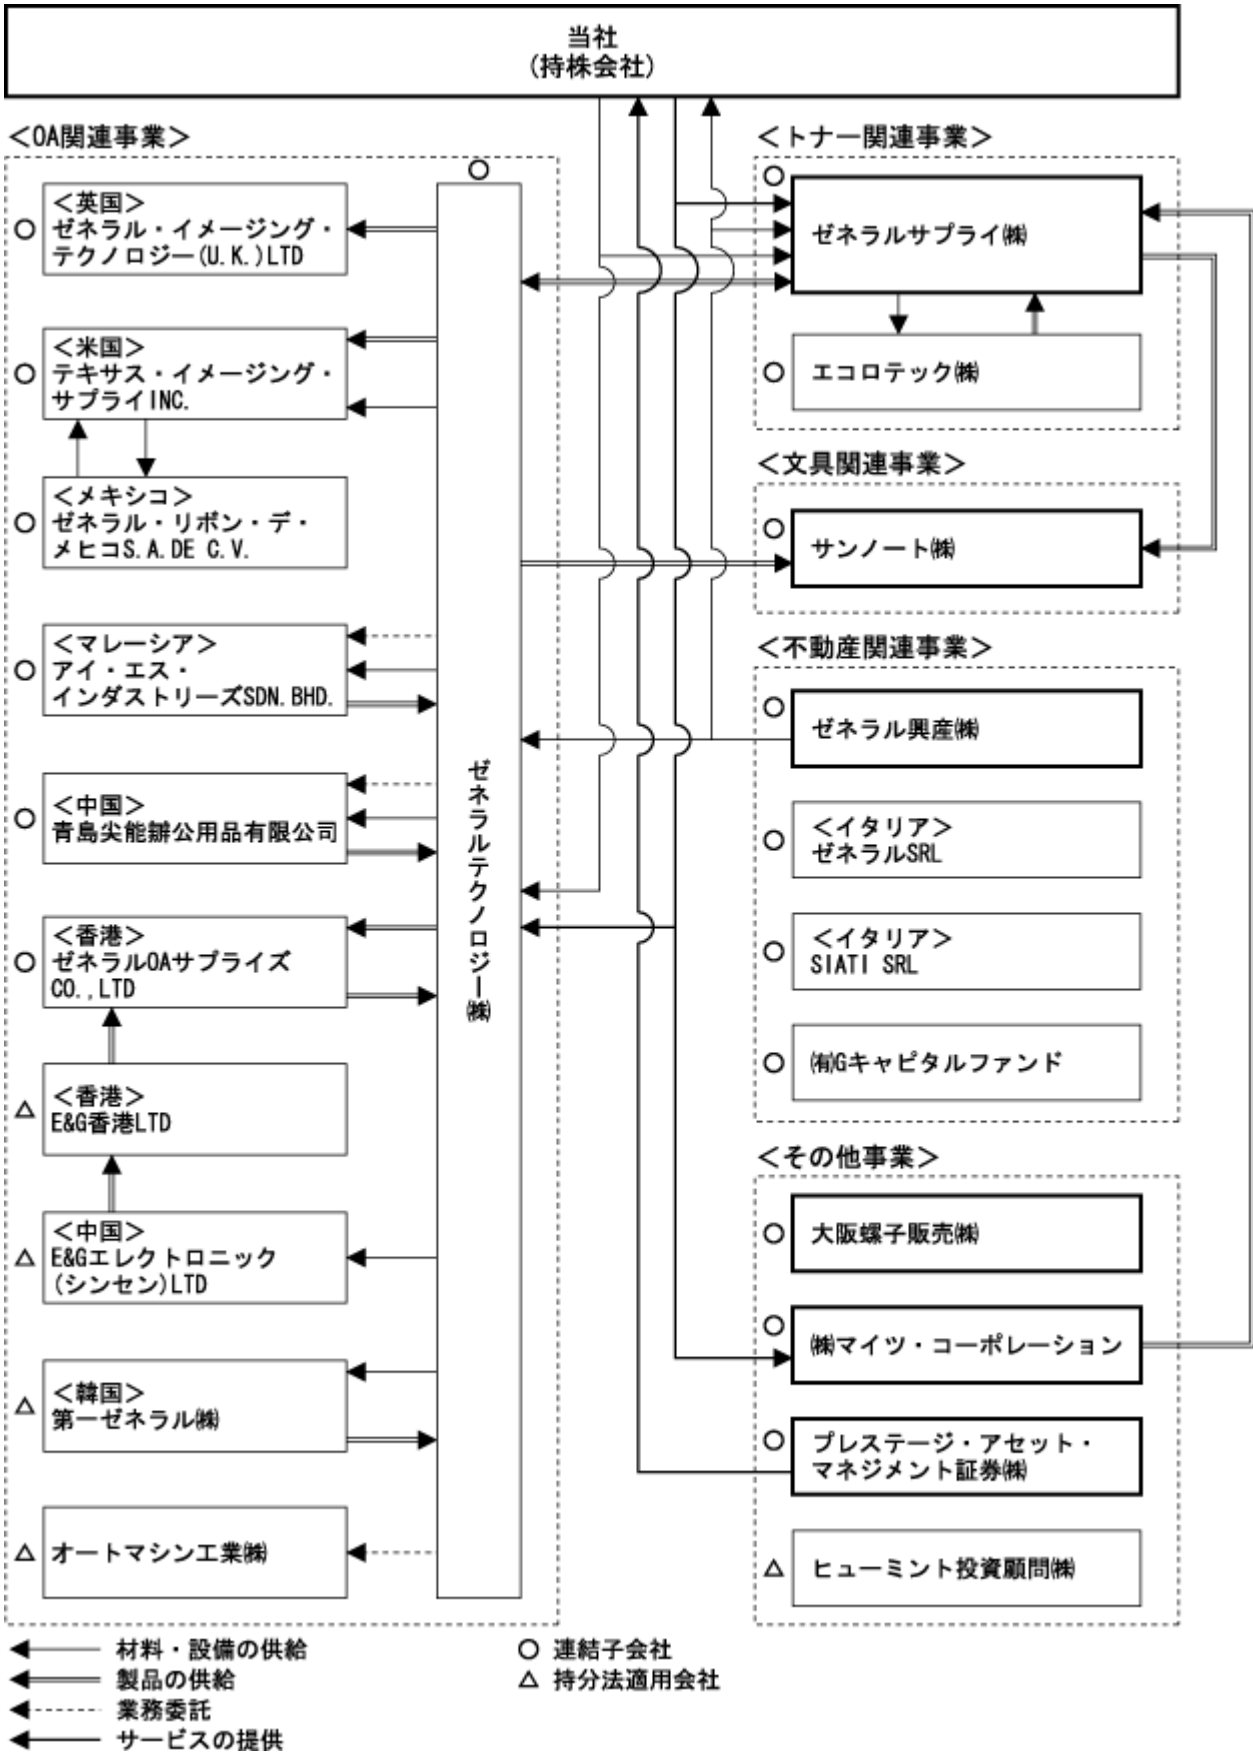 当社
(持株会社)
＜OA関連事業＞
○
○
＜英国＞
ゼネラル・イメージング・
テクノロジー(U.K.)LTD
○
＜米国＞
テキサス・イメージング・
サプライINC.
○
＜メキシコ＞
ゼネラル・リボン・デ・
メヒコS.A.DE C.V.
○
＜マレーシア＞
アイ・エス・
インダストリーズSDN.BHD.
○
＜中国＞
青島尖能辦公用品有限公司
○
＜香港＞
ゼネラルOAサプライズ
CO.,LTD
△
＜香港＞
E&G香港LTD
△
＜中国＞
E&Gエレクトロニック
(シンセン)LTD
△
＜韓国＞
第一ゼネラル㈱
△
オートマシン工業㈱
ゼネラルテクノロジー㈱
＜トナー関連事業＞
○
ゼネラルサプライ㈱
○
エコロテック㈱
＜文具関連事業＞
○
サンノート㈱
＜不動産関連事業＞
○
ゼネラル興産㈱
○
＜イタリア＞
ゼネラルSRL
○
＜イタリア＞
SIATI SRL
○
㈲Gキャピタルファンド
＜その他事業＞
○
大阪螺子販売㈱
○
㈱マイツ・コーポレーション
○
プレステージ・アセット・
マネジメント証券㈱
△
ヒューミント投資顧問㈱
材料・設備の供給
製品の供給
業務委託
サービスの提供
○ 連結子会社
△ 持分法適用会社